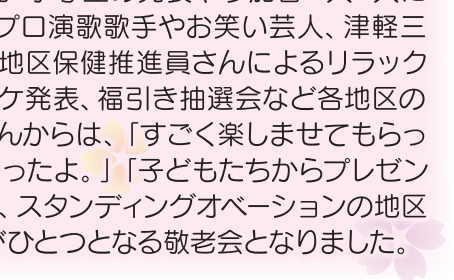 プロ演歌歌手やお笑い芸人、津軽三
地区保健推進員さんによるリラック
ケ発表、福引き抽選会など各地区の
んからは、「すごく楽しませてもらっ
ったよ。」「子どもたちからプレゼン
、スタンディングオベーションの地区
がひとつとなる敬老会となりました。